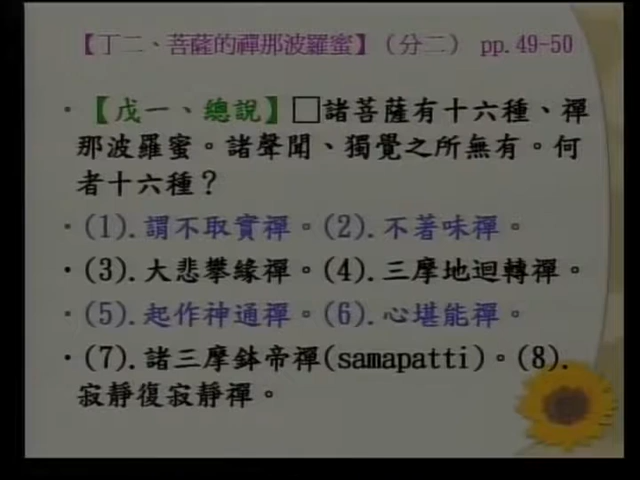 【丁二、菩薩的禪那波羅蜜】（分二） pp.49-50
·【戊一、總說】□諸菩薩有十六種、禪
那波羅蜜。諸聲聞、獨覺之所無有。何
者十六種？
·(1).謂不取實禪。(2).不著味禪。
·(3).大悲攀緣禪。(4).三摩地迴轉禪。
·(5).起作神通禪。(6).心堪能禪。
·(7).諸三摩鉢帝禪(samapatti)。(8).
寂靜復寂靜禪。